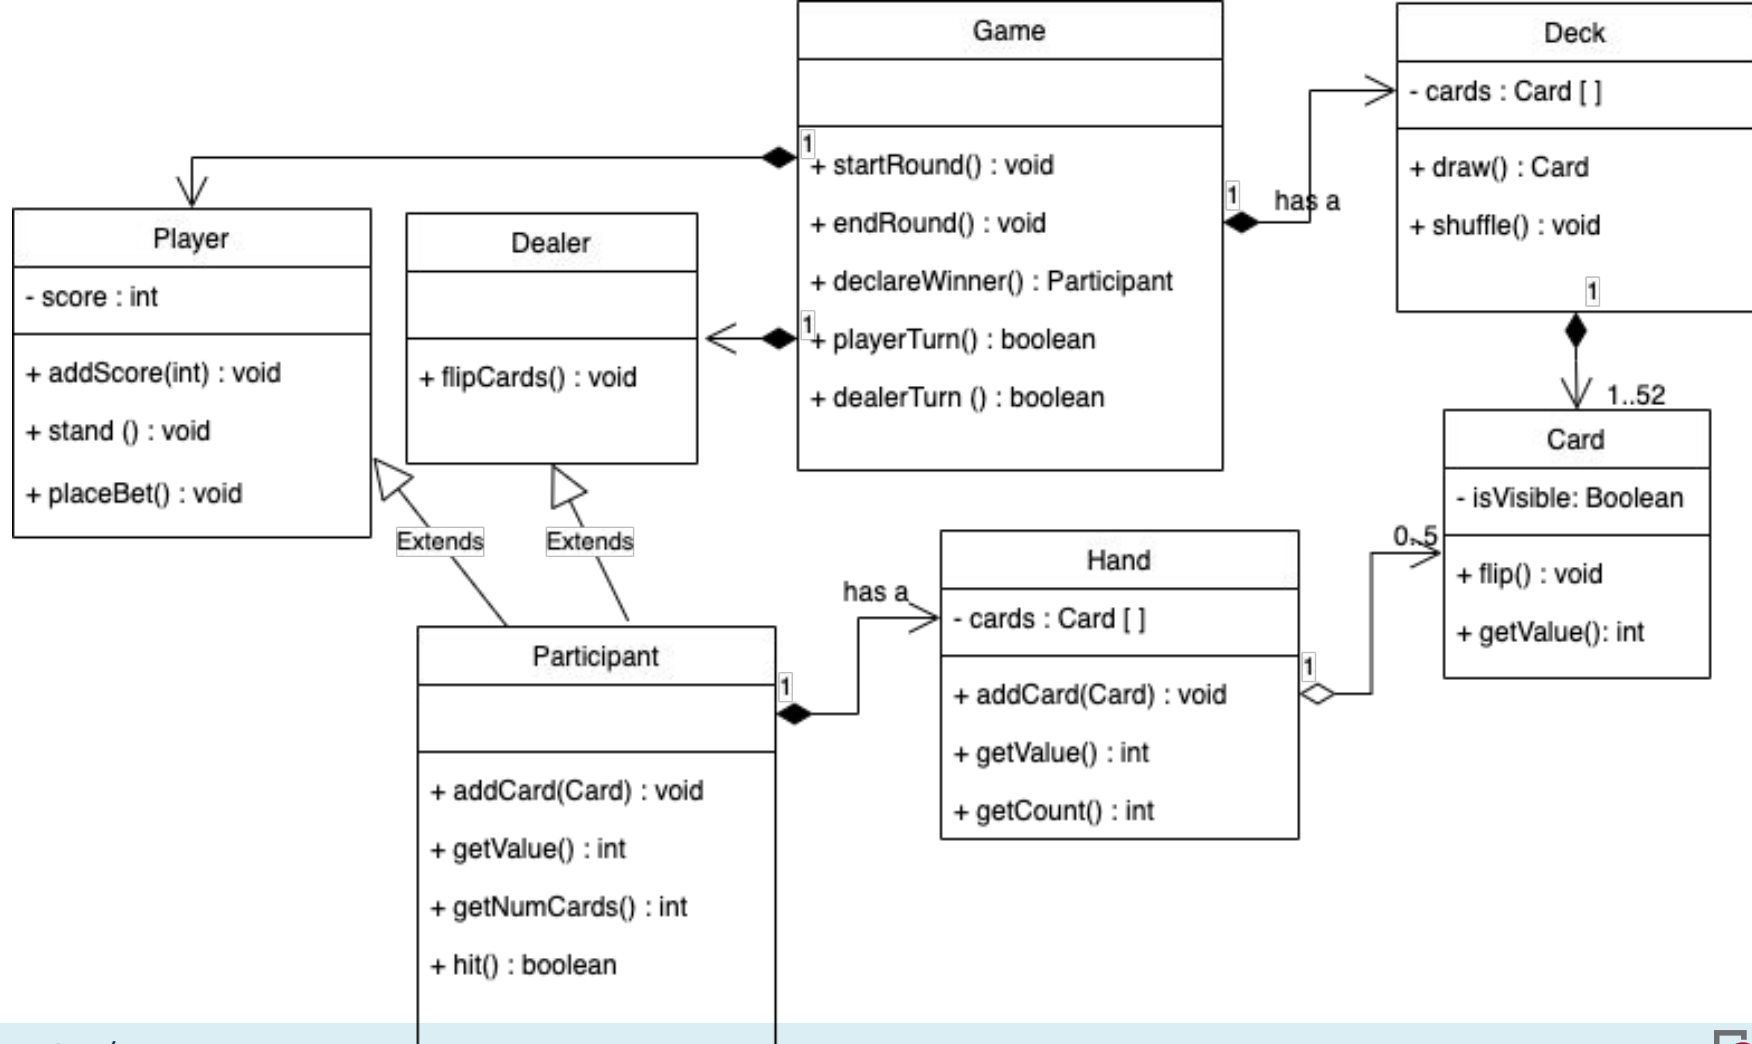 Game
1
+ startRound() : void
+ endRound() : void
+ declareWinner() : Participant
1
+ playerTurn() : boolean
+ dealerTurn () : boolean
1
has a
Deck
- cards : Card [ ]
+ draw() : Card
+ shuffle() : void
1
1..52
Player
- score : int
+ addScore(int) : void
+ stand () : void
+ placeBet() : void
Dealer
+ flipCards() : void
Extends
Extends
Card
- isVisible: Boolean
+ flip() : void
+ getValue(): int
0..5
Hand
- cards : Card [ ]
+ addCard(Card) : void
+ getValue() : int
+ getCount() : int
1
has a
1
Participant
+ addCard(Card) : void
+ getValue() : int
+ getNumCards() : int
+ hit() : boolean